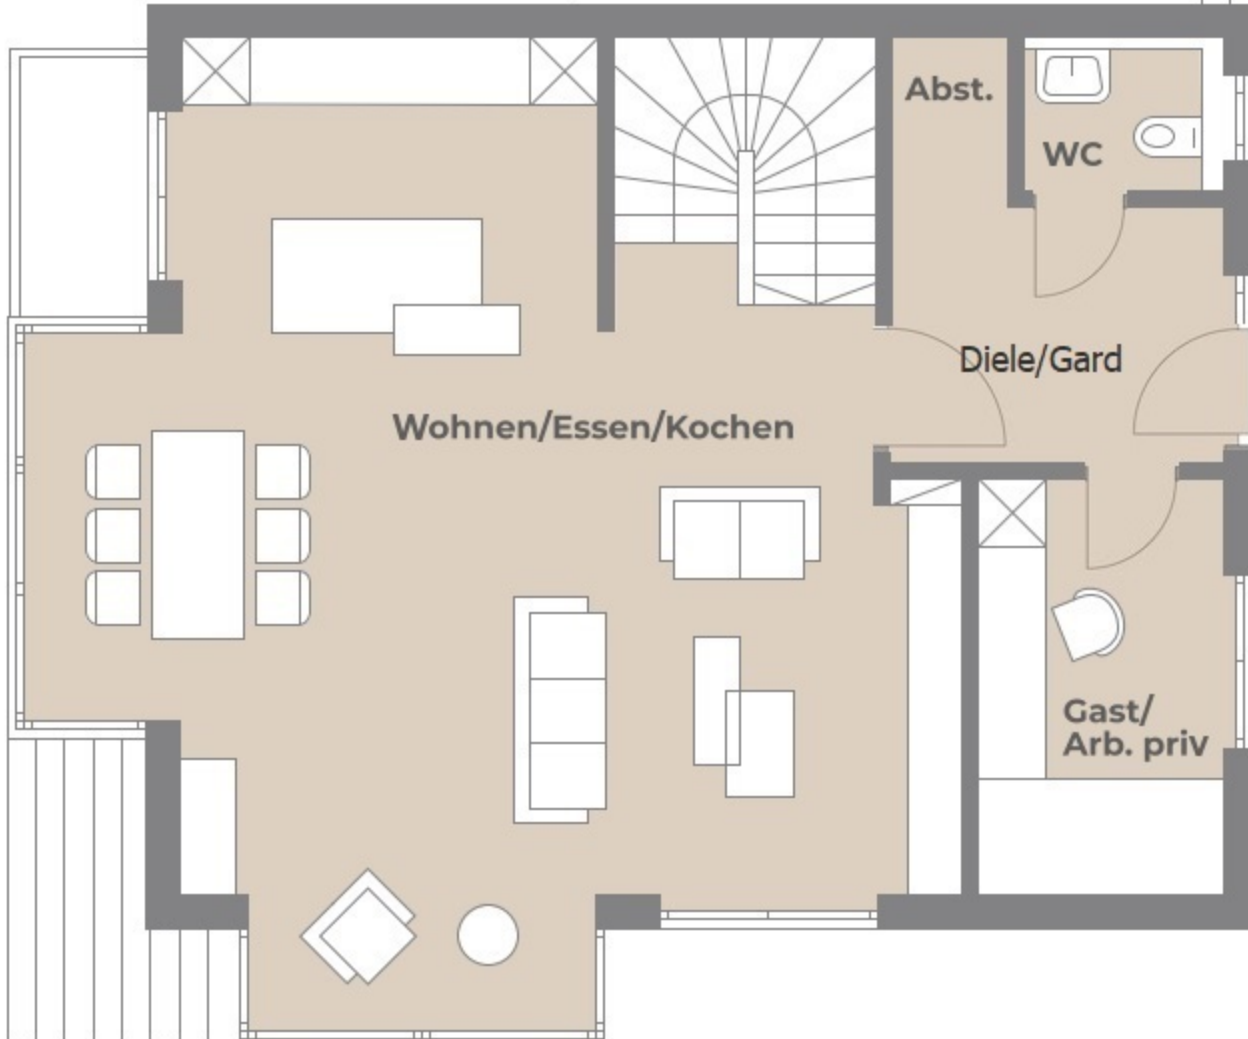 Abst.
WC
Diele/Gard
Wohnen/Essen/Kochen
Gast/
Arb. priv